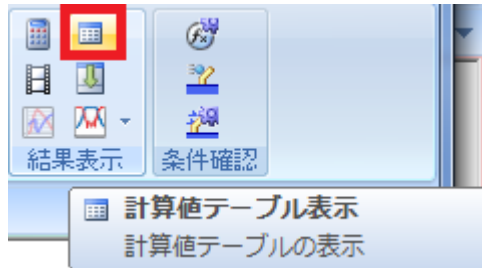 結果表示
条件確認
計算値テーブル表示
計算値テーブルの表示